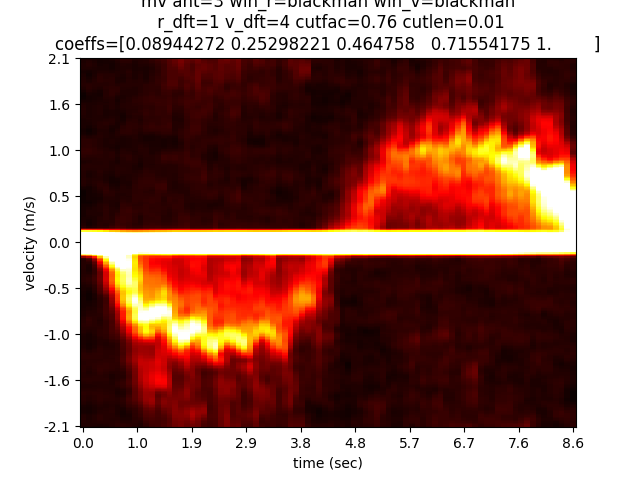 mv ant=3 win_r=blackman win_v=blackman
r_dft=1 v_dft=4 cutfac=0.76 cutlen=0.01
coeffs=[0.08944272 0.25298221 0.464758 0.71554175 1. ]
2.1
1.6
1.0
0.5
0.0
-0.5
-1.0
-1.6
-2.1
velocity (m/s)
0.0 1.0 1.9 2.9 3.8 4.8 5.7 6.7 7.6 8.6
time (sec)